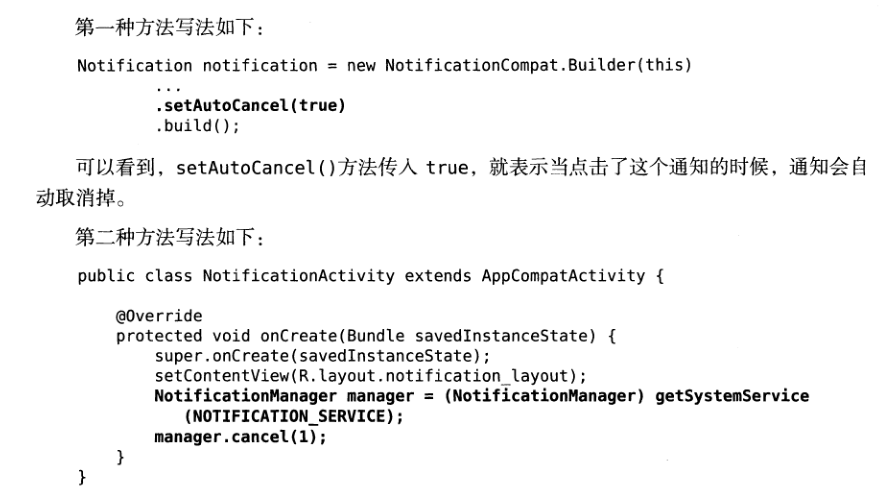 第一种方法写法如下：
Notification notification = new NotificationCompat.Builder(this)
...
.setAutoCancel(true)
.build();
可以看到，setAutoCancel()方法传入 true，就表示当点击了这个通知的时候，通知会自
动取消掉。
第二种方法写法如下：
public class NotificationActivity extends AppCompatActivity {
@Override
protected void onCreate(Bundle savedInstanceState) {
super.onCreate(savedInstanceState);
setContentView(R.layout.notification_layout);
NotificationManager manager = (NotificationManager) getSystemService
(NOTIFICATION_SERVICE);
manager.cancel(1);
}
}